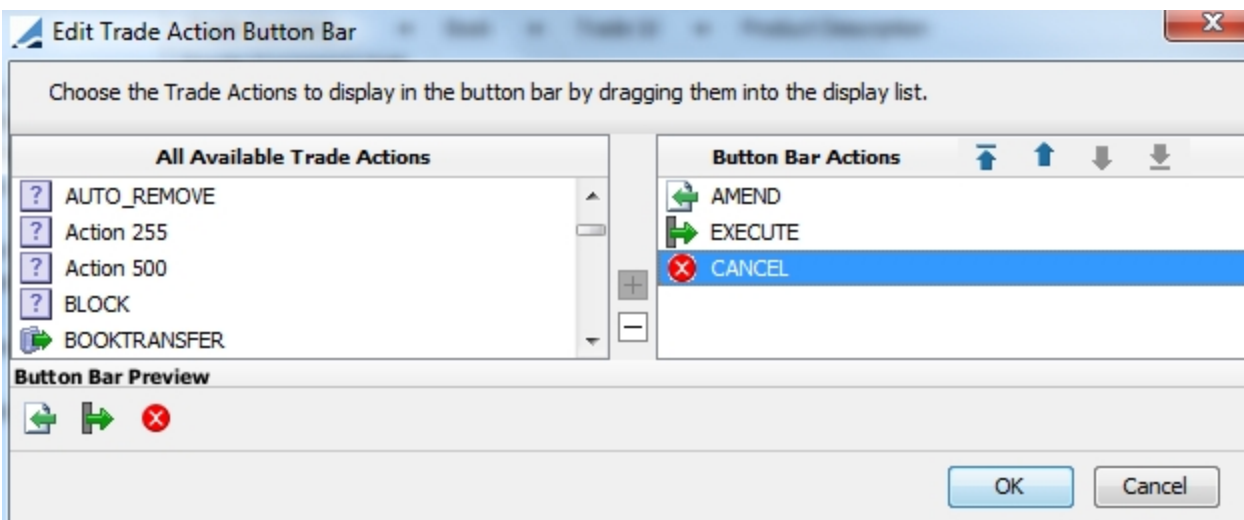 Edit Trade Action Button Bar
Choose the Trade Actions to display in the button bar by dragging them into the display list.
All Available Trade Actions
Button Bar Actions
AUTO_REMOVE
Action 255
Action 500
BLOCK
BOOKTRANSFER
AMEND
EXECUTE
CANCEL
Button Bar Preview
OK
Cancel